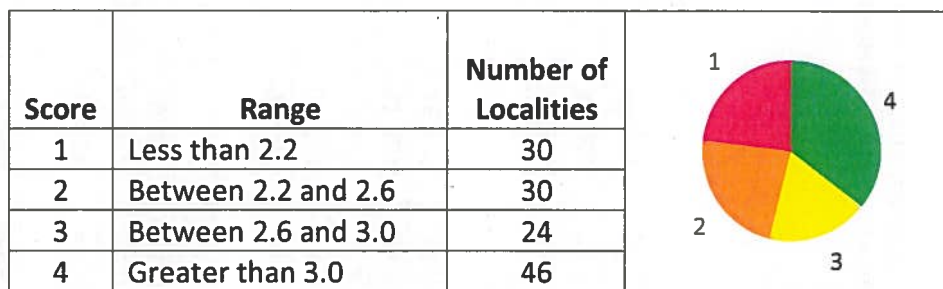 Score Range Number of Localities
1 Less than 2.2 30
2 Between 2.2 and 2.6 30
3 Between 2.6 and 3.0 24
4 Greater than 3.0 46
1
4
2
3